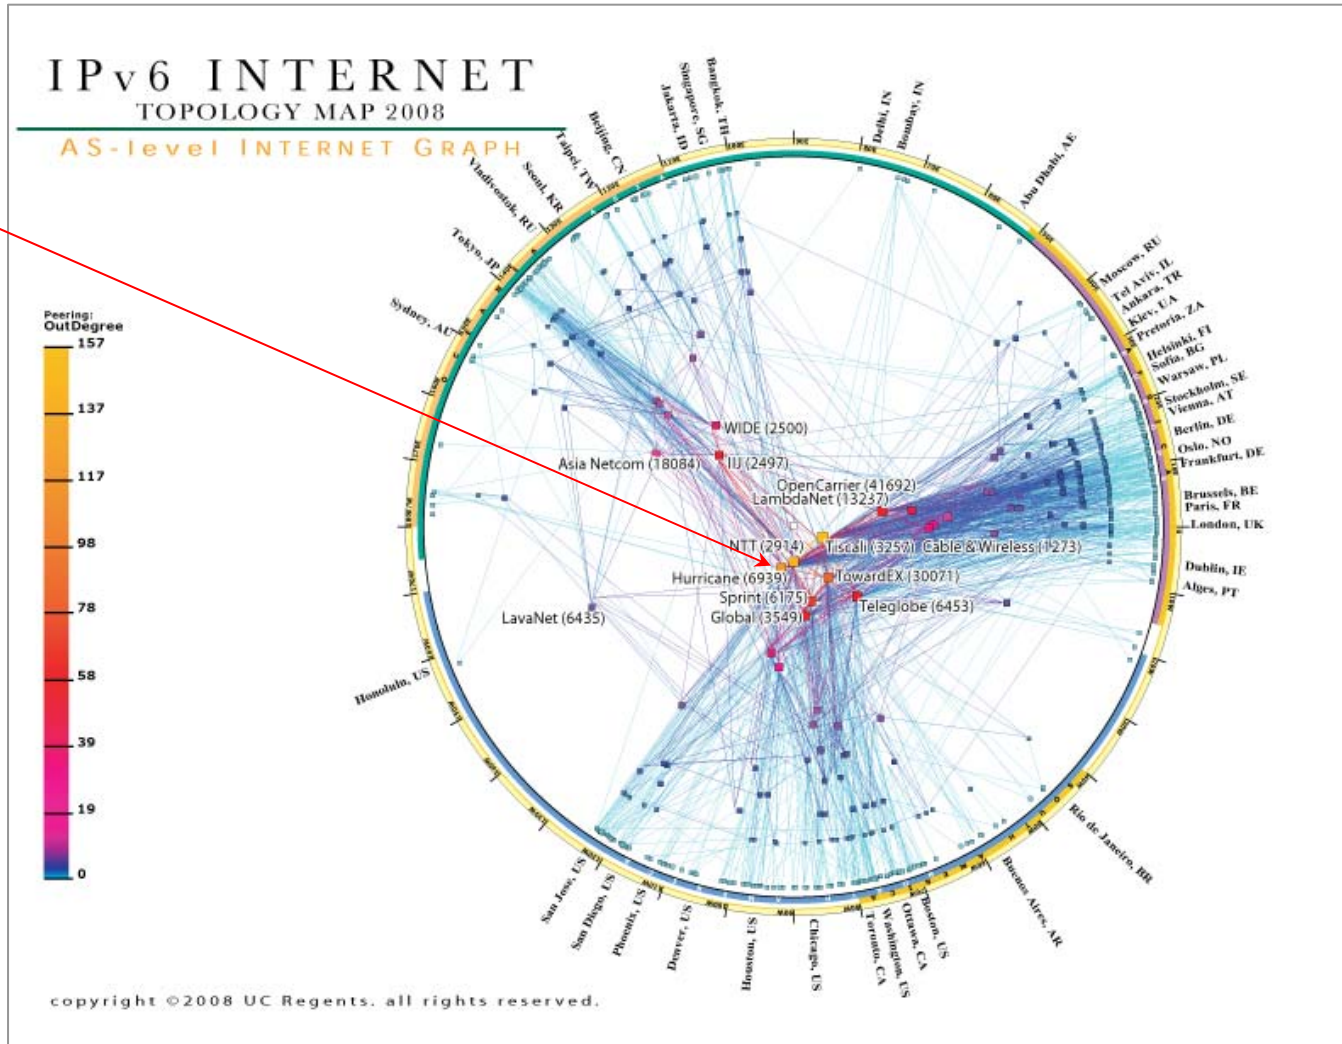 IPv6 INTERNET
TOPOLOGY MAP 2008
AS-level INTERNET GRAPH
Peering:
OutDegree
157
137
117
98
78
58
39
19
0
Sydney, AU
Tokyo, JP
Vladivostok, RU
Seoul, KR
Taipei, TW
Beijing, CN
Jakarta, ID
Singapore, SG
Bangkok, TH
Delhi, IN
Bombay, IN
Abu Dhabi, AE
Moscow, RU
Tel Aviv, IL
Ankara, TR
Kiev, UA
Pretoria, ZA
Helsinki, FI
Sofia, BG
Warsaw, PL
Stockholm, SE
Vienna, AT
Berlin, DE
Oslo, NO
Frankfurt, DE
Brussels, BE
Paris, FR
London, UK
Dublin, IE
Alges, PT
WIDE (2500)
Asia Netcom (18084)
IIJ (2497)
OpenCarrier (41692)
LambdaNet (13237)
NTT (2914)
Tiscali (3257)
Cable & Wireless (1273)
Hurricane (6939)
TowardEX (30071)
Sprint (6175)
Teleglobe (6453)
Global (3549)
LavaNet (6435)
Honolulu, US
San Jose, US
San Diego, US
Phoenix, US
Denver, US
Houston, US
Chicago, US
Toronto, CA
Washington, US
Ottawa, CA
Boston, US
Buenos Aires, AR
Rio de Janeiro, BR
copyright ©2008 UC Regents. all rights reserved.